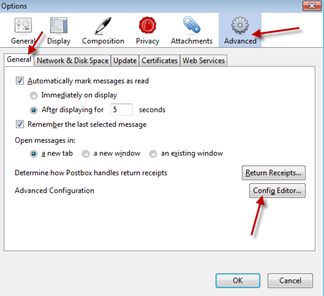 Options
General Display Composition Privacy Attachments Advanced
General Network & Disk Space Update Certificates Web Services
Automatically mark messages as read
Immediately on display
After displaying for 5 seconds
Remember the last selected message
Open messages in:
a new tab a new window an existing window
Determine how Postbox handles return receipts Return Receipts...
Advanced Configuration Config Editor...
OK Cancel